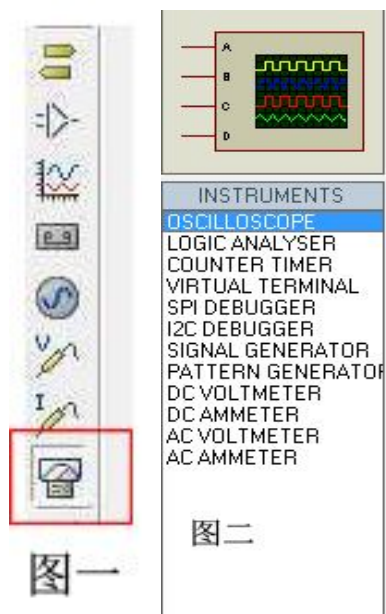 A
B
C
D
INSTRUMENTS
OSCILLOSCOPE
LOGIC ANALYSER
COUNTER TIMER
VIRTUAL TERMINAL
SPI DEBUGGER
I2C DEBUGGER
SIGNAL GENERATOR
PATTERN GENERATOR
DC VOLTMETER
DC AMMETER
AC VOLTMETER
AC AMMETER
V
I
图一
图二